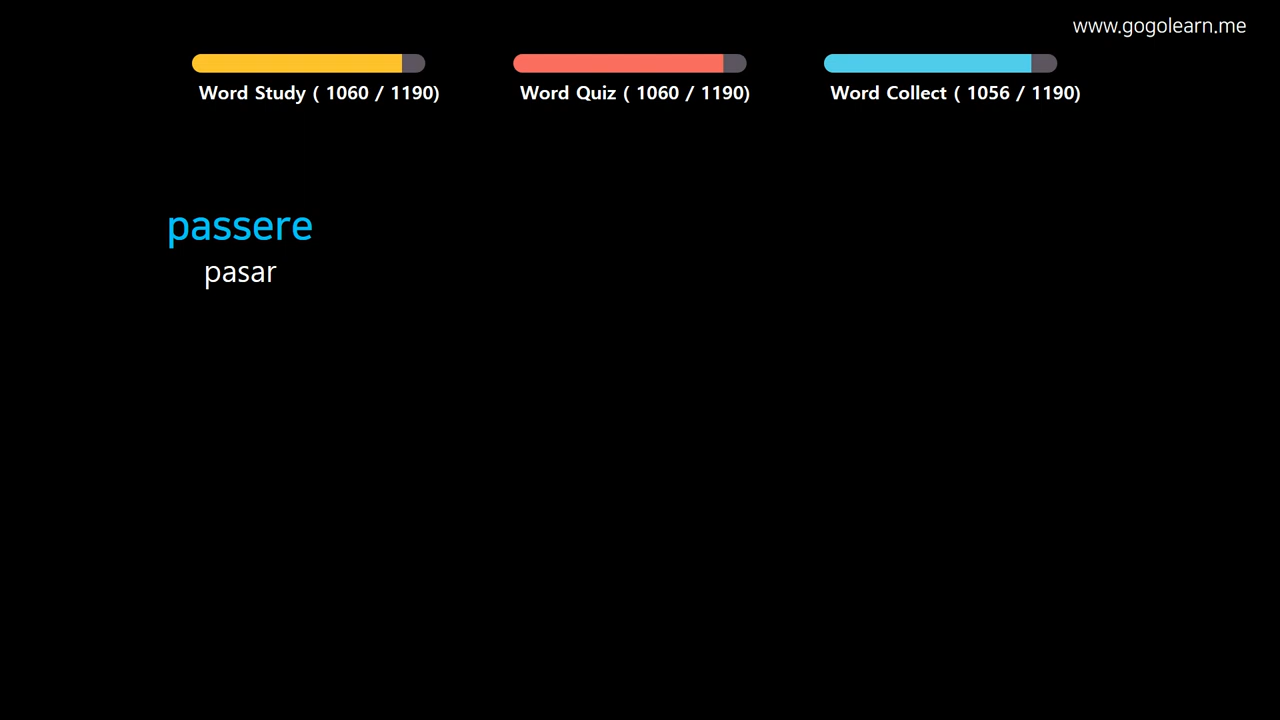 www.gogolearn.me
Word Study ( 1060 / 1190)
Word Quiz ( 1060 / 1190)
Word Collect ( 1056 / 1190)
passere
pasar